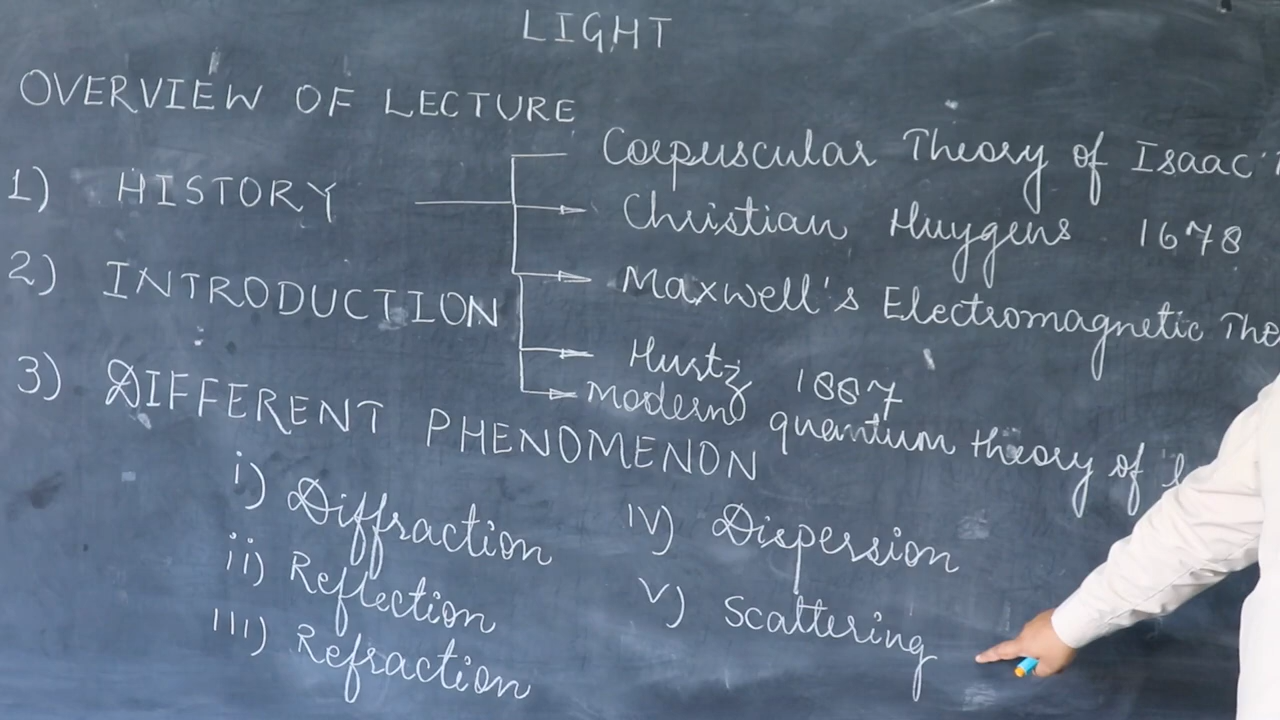 LIGHT
OVERVIEW OF LECTURE
1) HISTORY
Corpuscular Theory of Isaac
Christian Huygens 1678
Maxwell's Electromagnetic
Hurtz 1887
modern quantum theory of
2) INTRODUCTION
3) DIFFERENT PHENOMENON
i) Diffraction
ii) Reflection
iii) Refraction
iv) Dispersion
v) Scattering